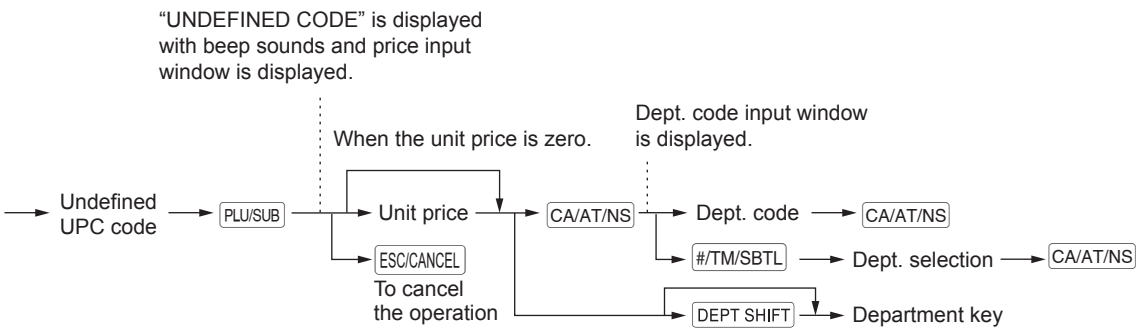 “UNDEFINED CODE” is displayed
with beep sounds and price input
window is displayed.
When the unit price is zero.
Dept. code input window
is displayed.
Undefined
UPC code
PLU/SUB
Unit price
CA/AT/NS
Dept. code
CA/AT/NS
ESC/CANCEL
To cancel
the operation
#/TM/SBTL
Dept. selection
CA/AT/NS
DEPT SHIFT
Department key